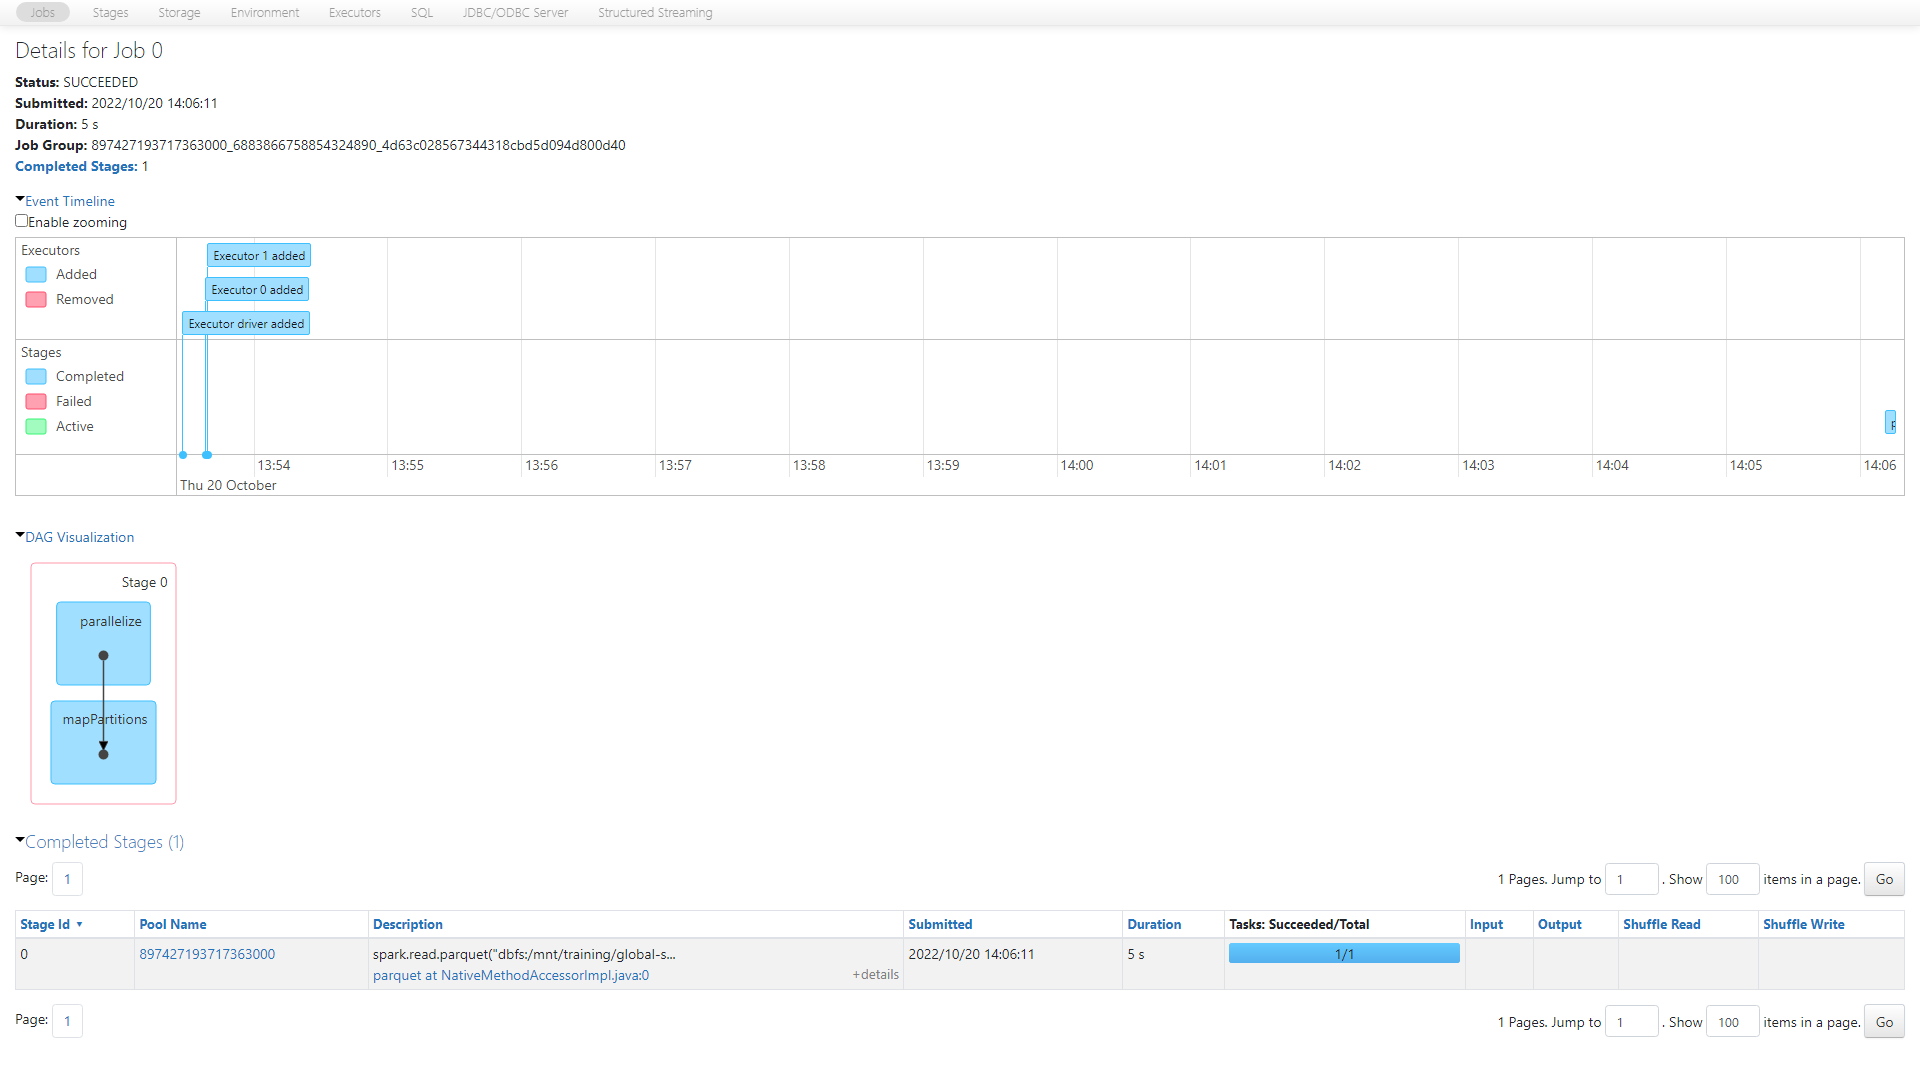 Jobs Stages Storage Environment Executors SQL JDBC/ODBC Server Structured Streaming
Details for Job 0
Status: SUCCEEDED
Submitted: 2022/10/20 14:06:11
Duration: 5 s
Job Group: 897427193717363000_6883866758854324890_4d63c028567344318cbd5d094d800d40
Completed Stages: 1
Event Timeline
Enable zooming
Executors
Added
Removed
Executor 1 added
Executor 0 added
Executor driver added
Stages
Completed
Failed
Active
13:54 13:55 13:56 13:57 13:58 13:59 14:00 14:01 14:02 14:03 14:04 14:05 14:06
Thu 20 October
DAG Visualization
Stage 0
parallelize
mapPartitions
Completed Stages (1)
Page: 1 1 Pages. Jump to 1 . Show 100 items in a page. Go
Stage Id Pool Name Description Submitted Duration Tasks: Succeeded/Total Input Output Shuffle Read Shuffle Write
0 897427193717363000 spark.read.parquet("dbfs:/mnt/training/global-s... 2022/10/20 14:06:11 5 s 1/1
parquet at NativeMethodAccessorImpl.java:0 +details
Page: 1 1 Pages. Jump to 1 . Show 100 items in a page. Go